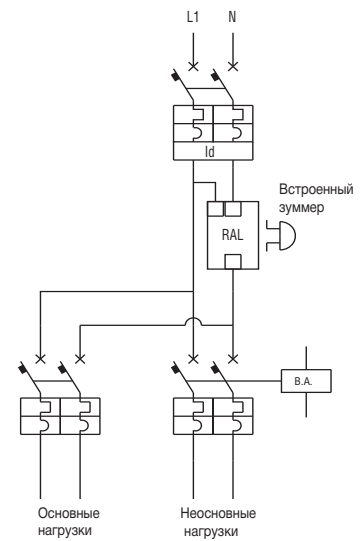 L1 N
Id
Встроенный
зуммер
RAL
B.A.
Основные
нагрузки
Неосновные
нагрузки